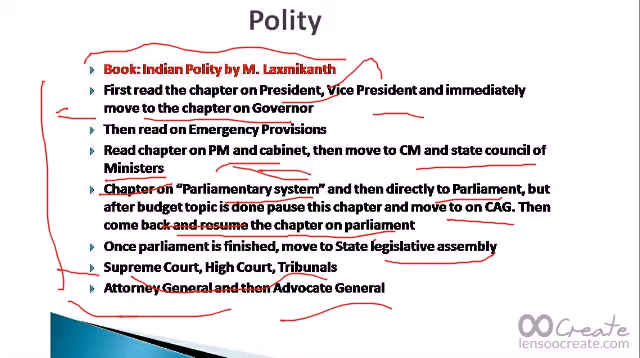 Polity
Book: Indian Polity by M. Laxmikanth
First read the chapter on President, Vice President and immediately
move to the chapter on Governor
Then read on Emergency Provisions
Read chapter on PM and cabinet, then move to CM and state council of
Ministers
Chapter on "Parliamentary system" and then directly to Parliament, but
after budget topic is done pause this chapter and move to on CAG. Then
come back and resume the chapter on parliament
Once parliament is finished, move to State legislative assembly
Supreme Court, High Court, Tribunals
Attorney General and then Advocate General
Create
lensoocreate.com